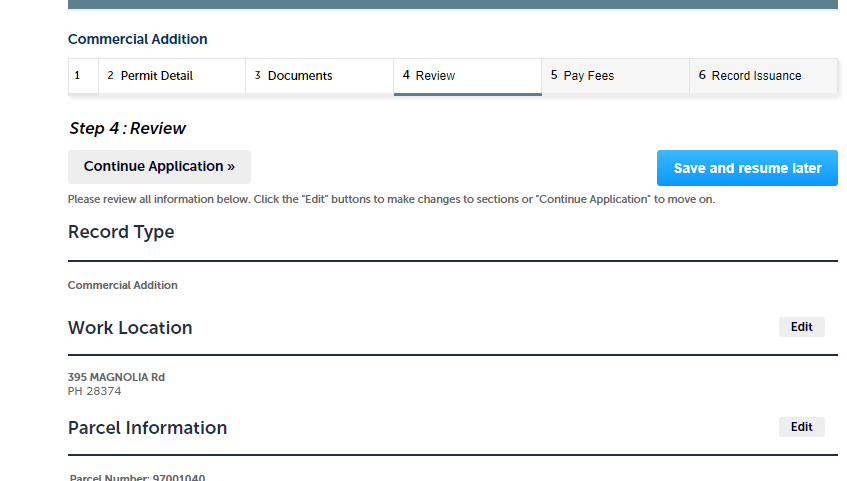 Commercial Addition
1 2 Permit Detail 3 Documents 4 Review 5 Pay Fees 6 Record Issuance
Step 4 : Review
Continue Application » Save and resume later
Please review all information below. Click the "Edit" buttons to make changes to sections or "Continue Application" to move on.
Record Type
Commercial Addition
Work Location Edit
395 MAGNOLIA Rd
PH 28374
Parcel Information Edit
Parcel Number: 97001040